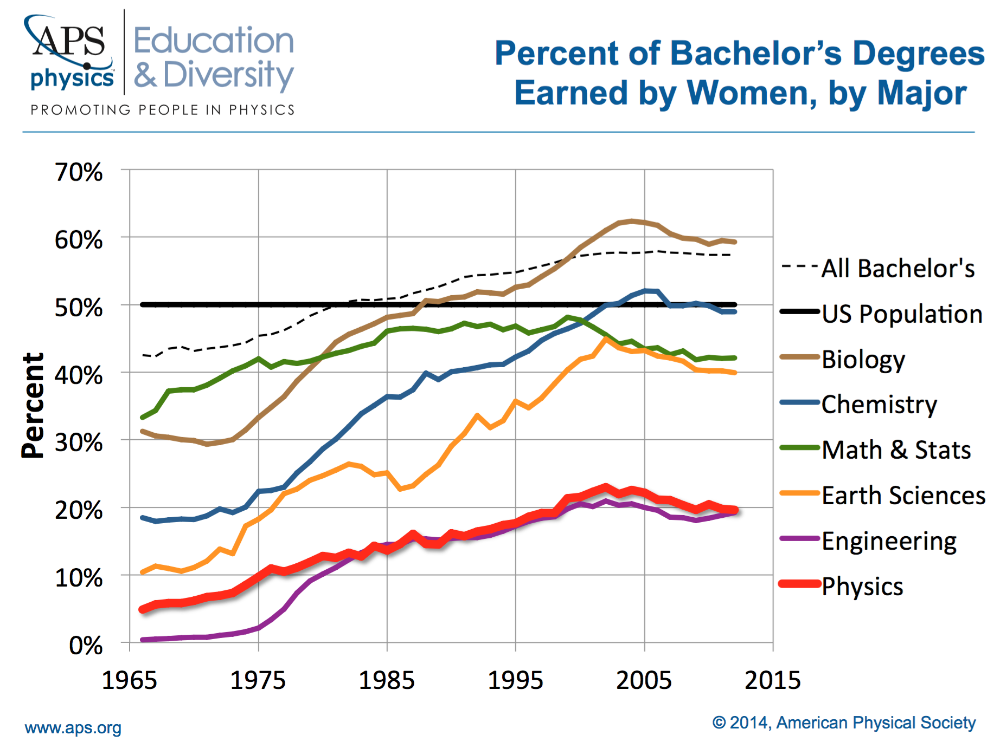 APS
physics™
Education
& Diversity
PROMOTING PEOPLE IN PHYSICS
Percent of Bachelor’s Degrees
Earned by Women, by Major
Percent
70%
60%
50%
40%
30%
20%
10%
0%
1965 1975 1985 1995 2005 2015
All Bachelor's
US Population
Biology
Chemistry
Math & Stats
Earth Sciences
Engineering
Physics
www.aps.org
© 2014, American Physical Society